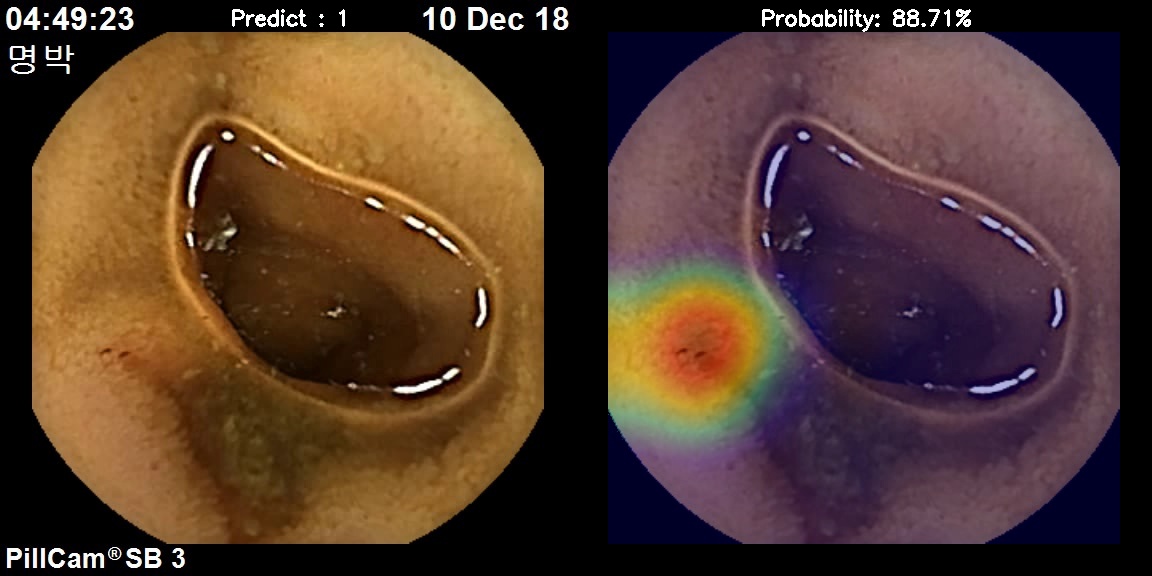 04:49:23
Predict : 1
10 Dec 18
Probability: 88.71%
명박
PillCam® SB 3